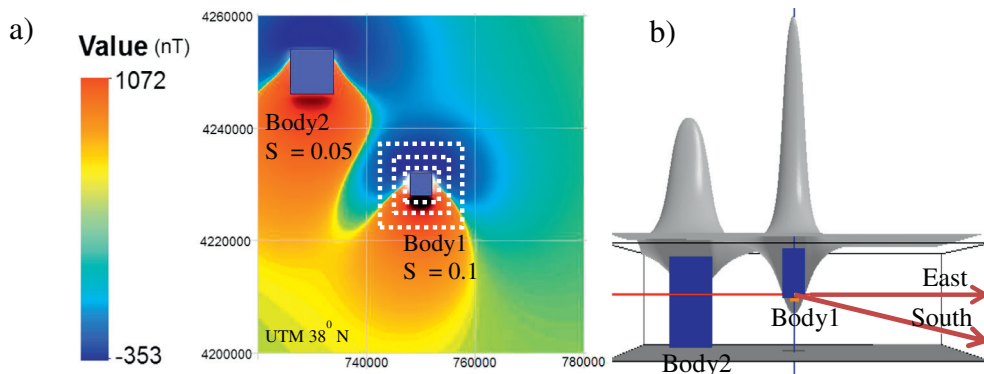 a)
Value (nT)
1072
-353
4260000
4240000
4220000
4200000
Body2
S = 0.05
Body1
S = 0.1
UTM 38⁰ N
740000
760000
780000
b)
East
South
Body1
Body2